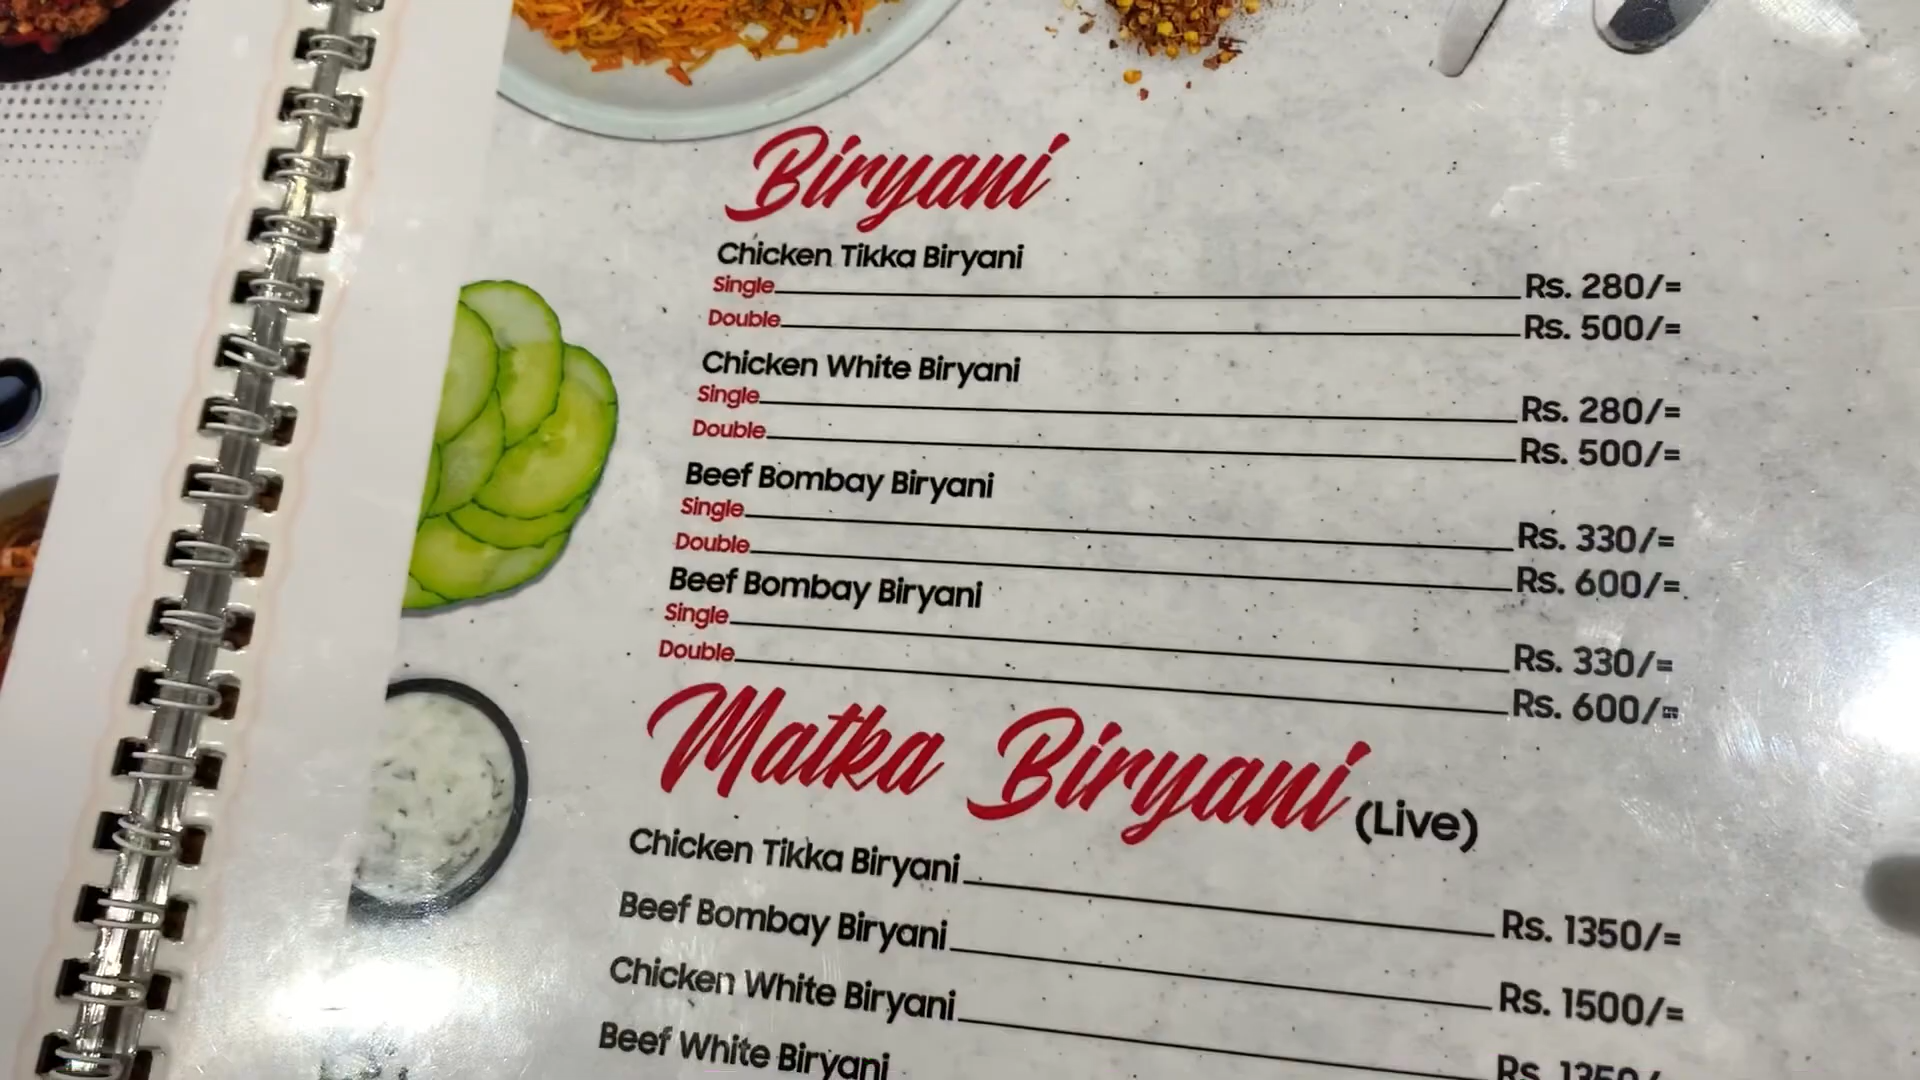 Biryani
Chicken Tikka Biryani
Single Rs. 280/=
Double Rs. 500/=
Chicken White Biryani
Single Rs. 280/=
Double Rs. 500/=
Beef Bombay Biryani
Single Rs. 330/=
Double Rs. 600/=
Beef Bombay Biryani
Single Rs. 330/=
Double Rs. 600/=
Matka Biryani (Live)
Chicken Tikka Biryani Rs. 1350/=
Beef Bombay Biryani Rs. 1500/=
Chicken White Biryani Rs. 1350/=
Beef White Biryani